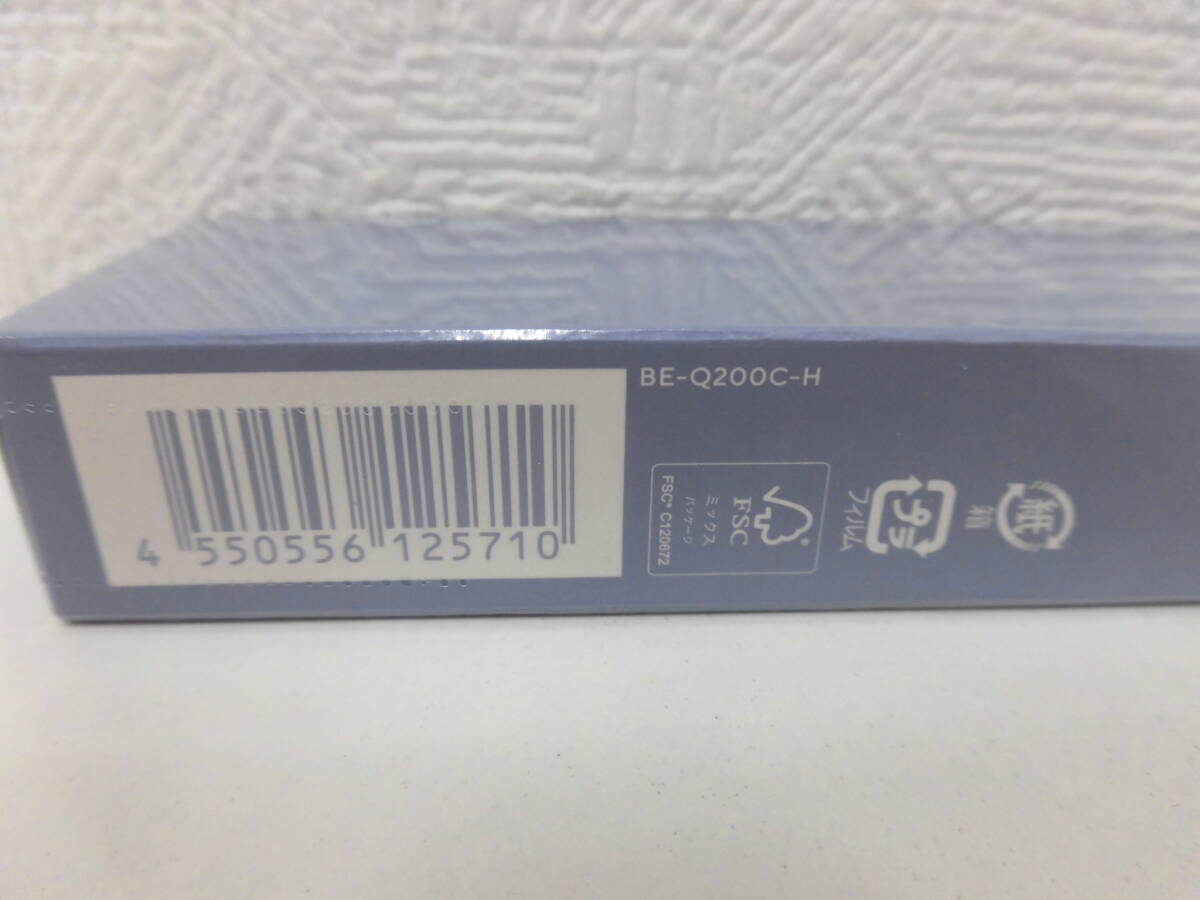 BE-Q200C-H
4 550556 125710
FSC
ミックス
パッケージ
FSC® C120672
プラ
フィルム
紙
箱